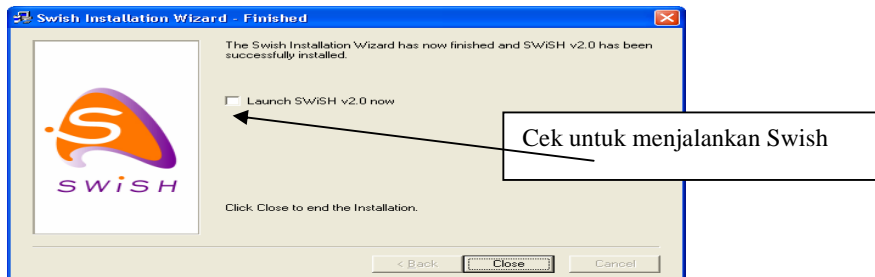 Swish Installation Wizard - Finished
The Swish Installation Wizard has now finished and SWiSH v2.0 has been
successfully installed.
Launch SWiSH v2.0 now
Cek untuk menjalankan Swish
SWiSH
Click Close to end the Installation.
< Back
Close
Cancel